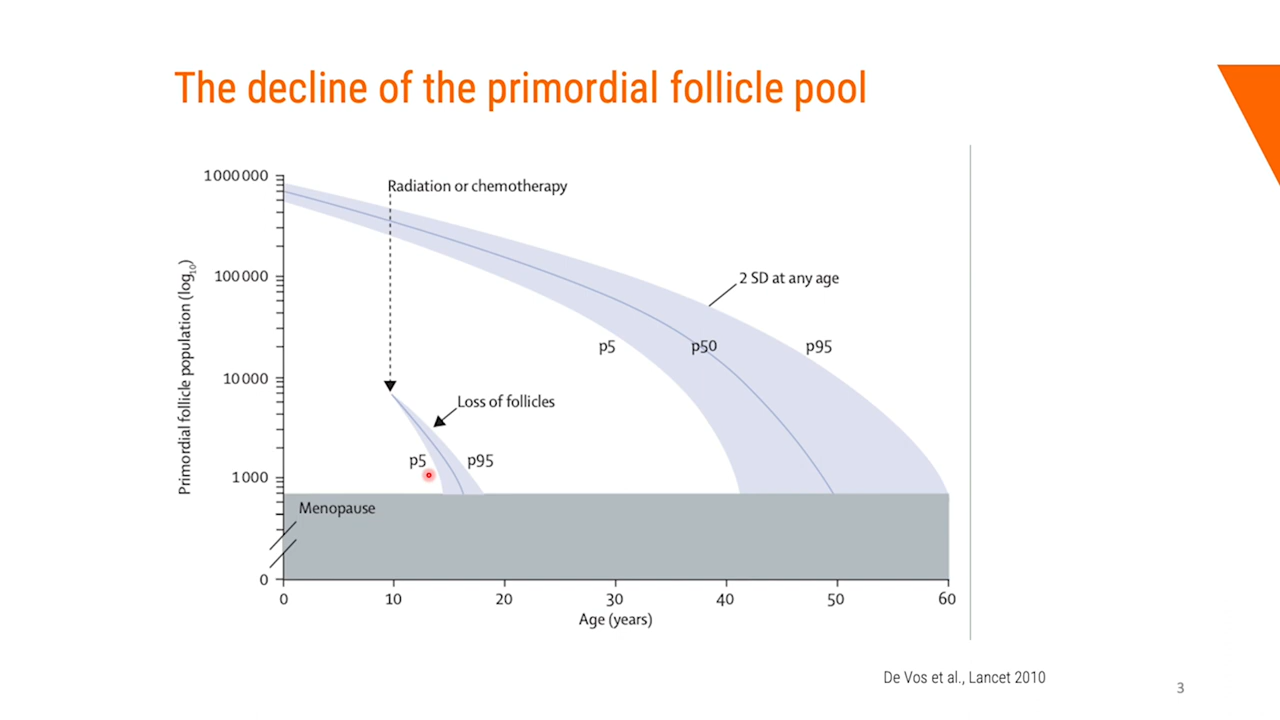 The decline of the primordial follicle pool
Primordial follicle population (log10)
1000 000
100 000
10 000
1000
0
Radiation or chemotherapy
2 SD at any age
p5
p50
p95
Loss of follicles
p5
p95
Menopause
0
10
20
30
40
50
60
Age (years)
De Vos et al., Lancet 2010
3